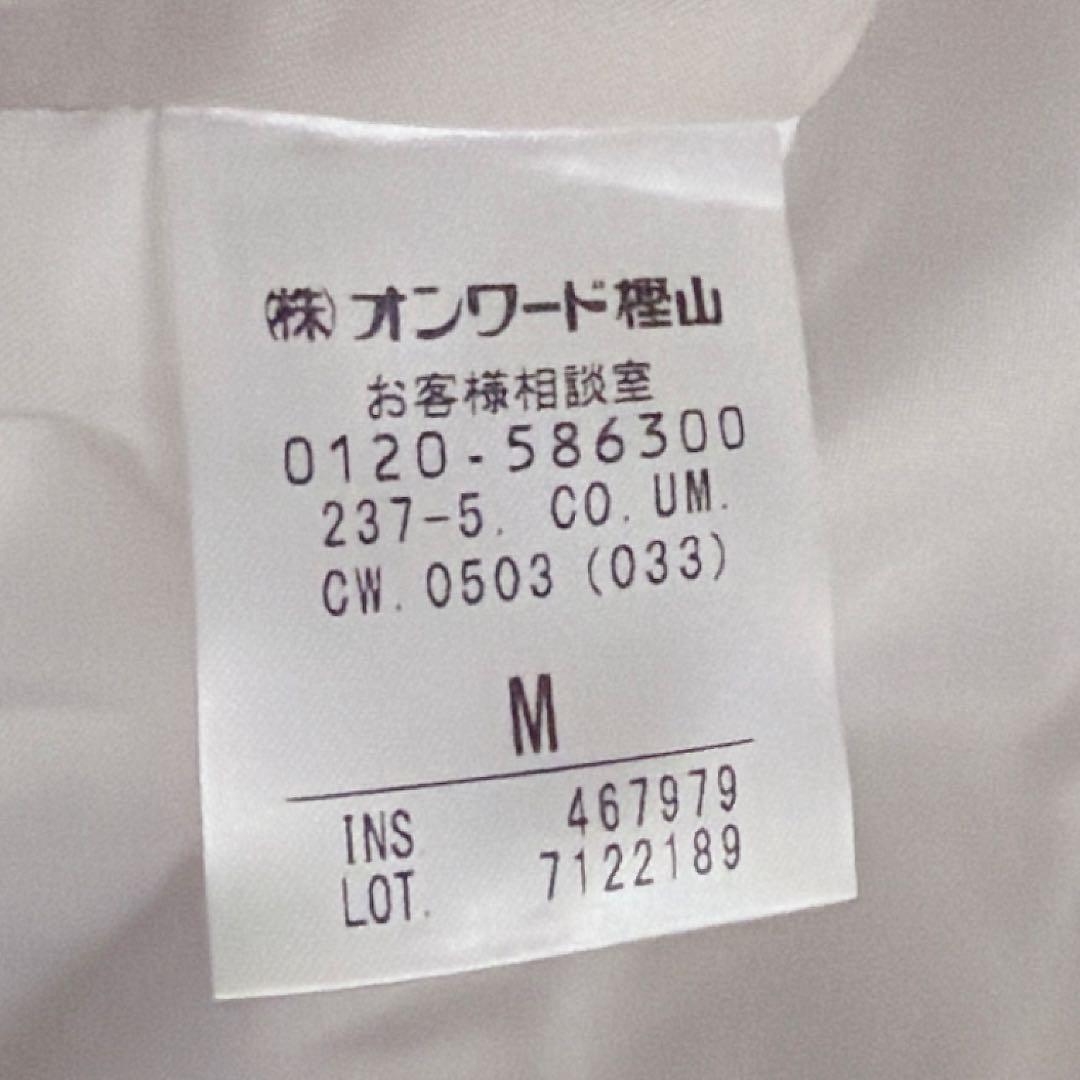 ㈱オンワード樫山
お客様相談室
0120-586300
237-5. CO. UM.
CW. 0503 (033)
M
INS 467979
LOT. 7122189